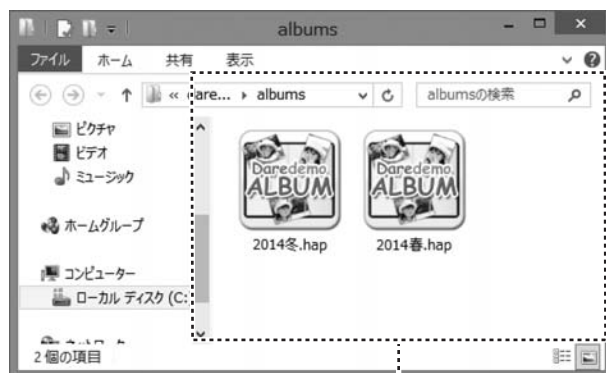 albums
ファイル ホーム 共有 表示
« dare... albums albumsの検索
ピクチャ
ビデオ
ミュージック
ホームグループ
コンピューター
ローカル ディスク (C:
Daredemo. ALBUM
Daredemo. ALBUM
2014冬.hap 2014春.hap
2 個の項目